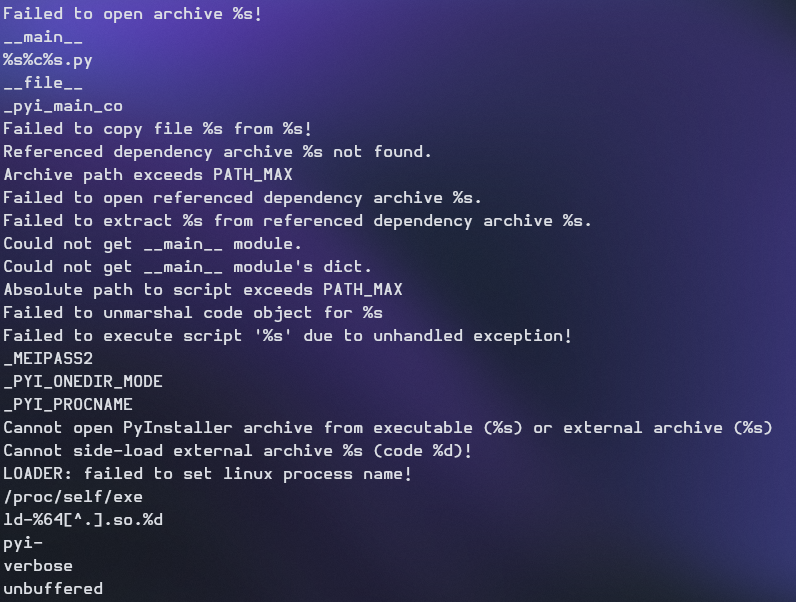 Failed to open archive %s!
__main__
%s%c%s.py
__file__
_pyi_main_co
Failed to copy file %s from %s!
Referenced dependency archive %s not found.
Archive path exceeds PATH_MAX
Failed to open referenced dependency archive %s.
Failed to extract %s from referenced dependency archive %s.
Could not get __main__ module.
Could not get __main__ module's dict.
Absolute path to script exceeds PATH_MAX
Failed to unmarshal code object for %s
Failed to execute script '%s' due to unhandled exception!
_MEIPASS2
_PYI_ONEDIR_MODE
_PYI_PROCNAME
Cannot open PyInstaller archive from executable (%s) or external archive (%s)
Cannot side-load external archive %s (code %d)!
LOADER: failed to set linux process name!
/proc/self/exe
ld-%64[^.].so.%d
pyi-
verbose
unbuffered